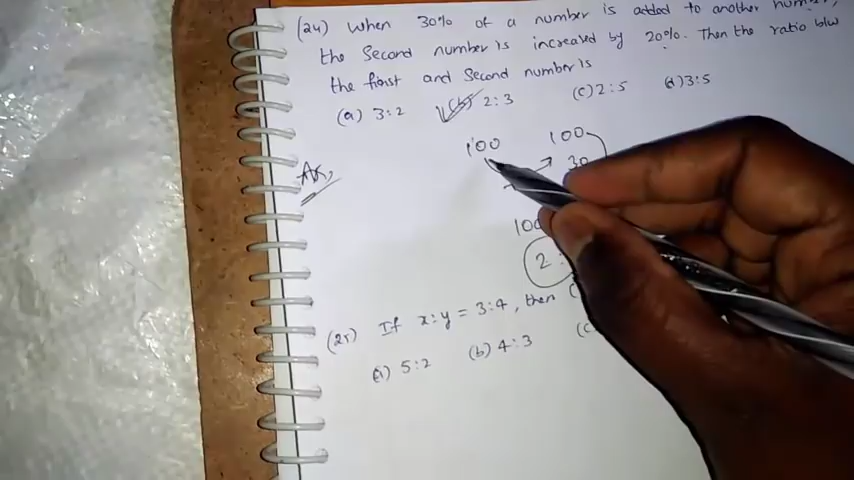 (24) When 30% of a number is added to another number,
the Second number is increased by 20%. Then the ratio b/w
the first and Second number is
(a) 3:2 (b) 2:3 (c) 2:5 (d) 3:5
100 100
30
100
2:
(25) If x:y = 3:4, then
(a) 5:2 (b) 4:3 (c)